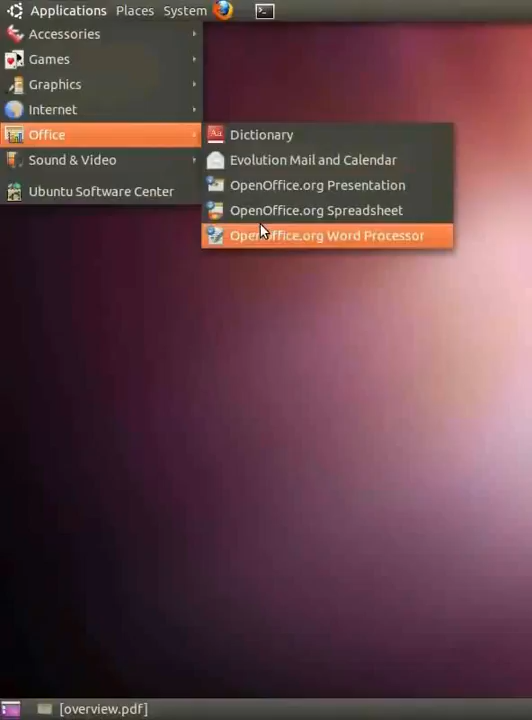 Applications Places System
Accessories
Games
Graphics
Internet
Office
Sound & Video
Ubuntu Software Center
Dictionary
Evolution Mail and Calendar
OpenOffice.org Presentation
OpenOffice.org Spreadsheet
OpenOffice.org Word Processor
[overview.pdf]